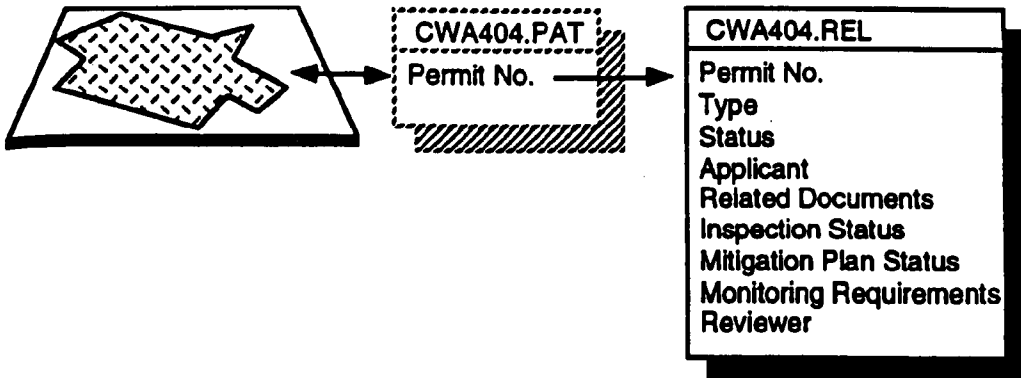 CWA404.PAT
Permit No.
CWA404.REL
Permit No.
Type
Status
Applicant
Related Documents
Inspection Status
Mitigation Plan Status
Monitoring Requirements
Reviewer